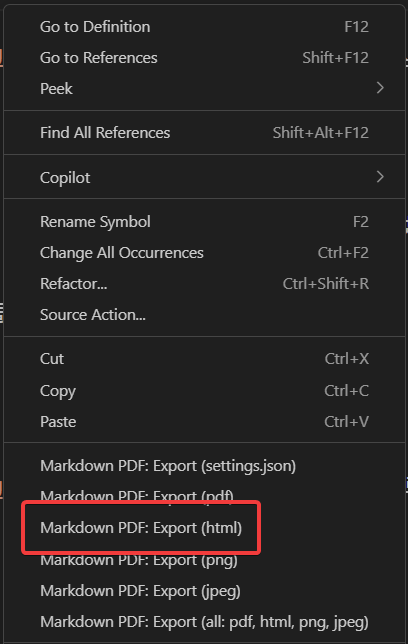 Go to Definition F12
Go to References Shift+F12
Peek
Find All References Shift+Alt+F12
Copilot
Rename Symbol F2
Change All Occurrences Ctrl+F2
Refactor... Ctrl+Shift+R
Source Action...
Cut Ctrl+X
Copy Ctrl+C
Paste Ctrl+V
Markdown PDF: Export (settings.json)
Markdown PDF: Export (pdf)
Markdown PDF: Export (html)
Markdown PDF: Export (png)
Markdown PDF: Export (jpeg)
Markdown PDF: Export (all: pdf, html, png, jpeg)